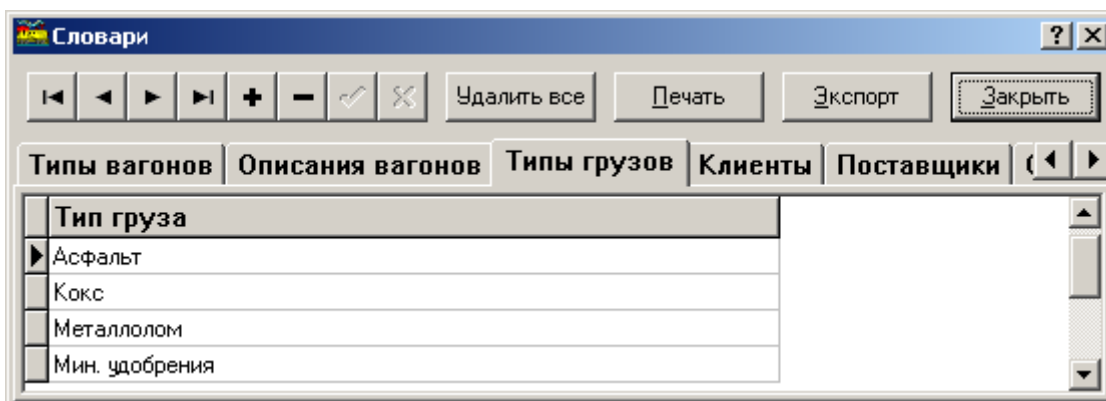 Словари
Удалить все Печать Экспорт Закрыть
Типы вагонов Описания вагонов Типы грузов Клиенты Поставщики
Тип груза
Асфальт
Кокс
Металлолом
Мин. удобрения